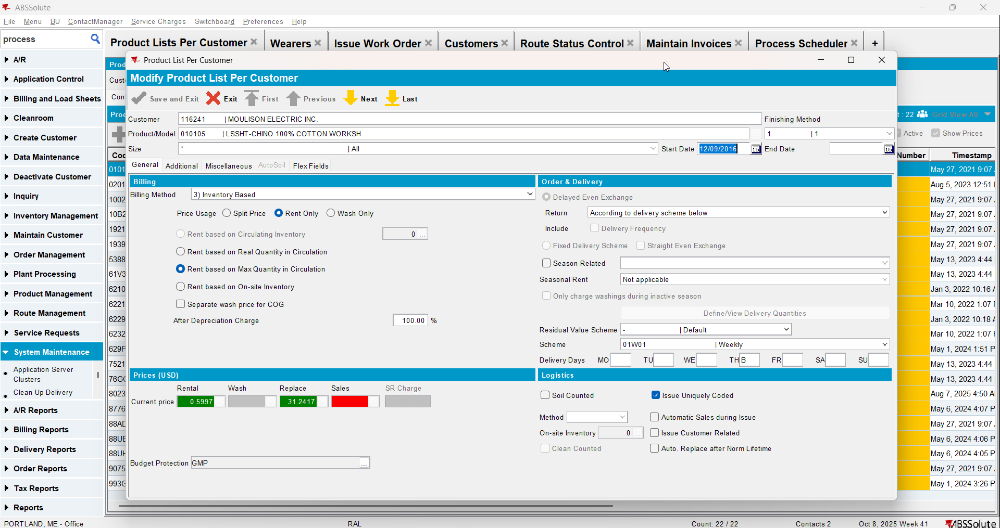 ABSSolute
File Menu BU ContactManager Service Charges Switchboard Preferences Help
process
Product Lists Per Customer Wearers Issue Work Order Customers Route Status Control Maintain Invoices Process Scheduler +
A/R
Application Control
Billing and Load Sheets
Cleanroom
Create Customer
Data Maintenance
Deactivate Customer
Inquiry
Inventory Management
Maintain Customer
Order Management
Plant Processing
Product Management
Route Management
Service Requests
System Maintenance
Application Server
Clusters
Clean Up Delivery
A/R Reports
Billing Reports
Delivery Reports
Order Reports
Tax Reports
Reports
Product List Per Customer
Modify Product List Per Customer
Save and Exit Exit First Previous Next Last
Customer 116241 | MOULISON ELECTRIC INC. Finishing Method
Product/Model 010105 | LSSHT-CHINO 100% COTTON WORKSH ... 1 | 1
Size * | All Start Date 12/09/2016 16 End Date 16
General Additional Miscellaneous AutoSoil Flex Fields
Billing
Billing Method 3) Inventory Based
Price Usage Split Price Rent Only Wash Only
Rent based on Circulating Inventory 0 ...
Rent based on Real Quantity in Circulation
Rent based on Max Quantity in Circulation
Rent based on On-site Inventory
Separate wash price for COG
After Depreciation Charge 100.00 %
Prices (USD)
Rental Wash Replace Sales SR Charge
Current price 0.5997 ... ... 31.2417 ... ...
Budget Protection GMP ...
Order & Delivery
Delayed Even Exchange
Return According to delivery scheme below
Include Delivery Frequency
Fixed Delivery Scheme Straight Even Exchange
Season Related
Seasonal Rent Not applicable
Only charge washings during inactive season
Define/View Delivery Quantities
Residual Value Scheme - | Default
Scheme 01W01 | Weekly
Delivery Days MO TU WE TH B FR SA SU
Logistics
Soil Counted Issue Uniquely Coded
Method Automatic Sales during Issue
On-site Inventory 0 ... Issue Customer Related
Clean Counted Auto. Replace after Norm Lifetime
Prod
Cust
Con
Prod
: 22 Grid View All
Active Show Prices
Coc Number Timestamp
0101 May 27, 2021 9:07
0201 Aug 5, 2023 12:51
1002 May 27, 2021 9:07
10B2 May 27, 2021 9:07
1921 May 27, 2021 9:07
1939 May 27, 2021 9:07
5388 May 13, 2023 4:44
61V3 May 13, 2023 4:44
6210 Jan 3, 2022 10:16
6221 Mar 10, 2022 1:07
6229 Jan 3, 2022 10:18
6232 Mar 10, 2022 1:07
629F May 1, 2024 1:51 P
7521 May 13, 2023 4:44
76GC May 13, 2023 4:44
8023 Aug 7, 2025 4:50 A
8776 May 6, 2024 4:07 P
88AD May 27, 2021 9:07
88UE May 6, 2024 4:06 P
88UH May 6, 2024 4:05 P
9075 May 27, 2021 9:07
993G May 1, 2024 3:26 P
PORTLAND, ME - Office RAL Count: 22 / 22 Contacts 2 Oct 8, 2025 Week 41 ABSSolute